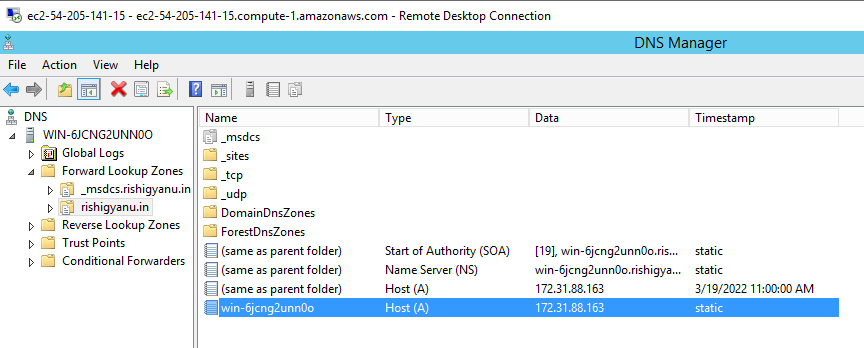 ec2-54-205-141-15 - ec2-54-205-141-15.compute-1.amazonaws.com - Remote Desktop Connection
DNS Manager
File Action View Help
DNS
WIN-6JCNG2UNN0O
Global Logs
Forward Lookup Zones
_msdcs.rishigyanu.in
rishigyanu.in
Reverse Lookup Zones
Trust Points
Conditional Forwarders
Name Type Data Timestamp
_msdcs
_sites
_tcp
_udp
DomainDnsZones
ForestDnsZones
(same as parent folder) Start of Authority (SOA) [19], win-6jcng2unn0o.ris... static
(same as parent folder) Name Server (NS) win-6jcng2unn0o.rishigya... static
(same as parent folder) Host (A) 172.31.88.163 3/19/2022 11:00:00 AM
win-6jcng2unn0o Host (A) 172.31.88.163 static